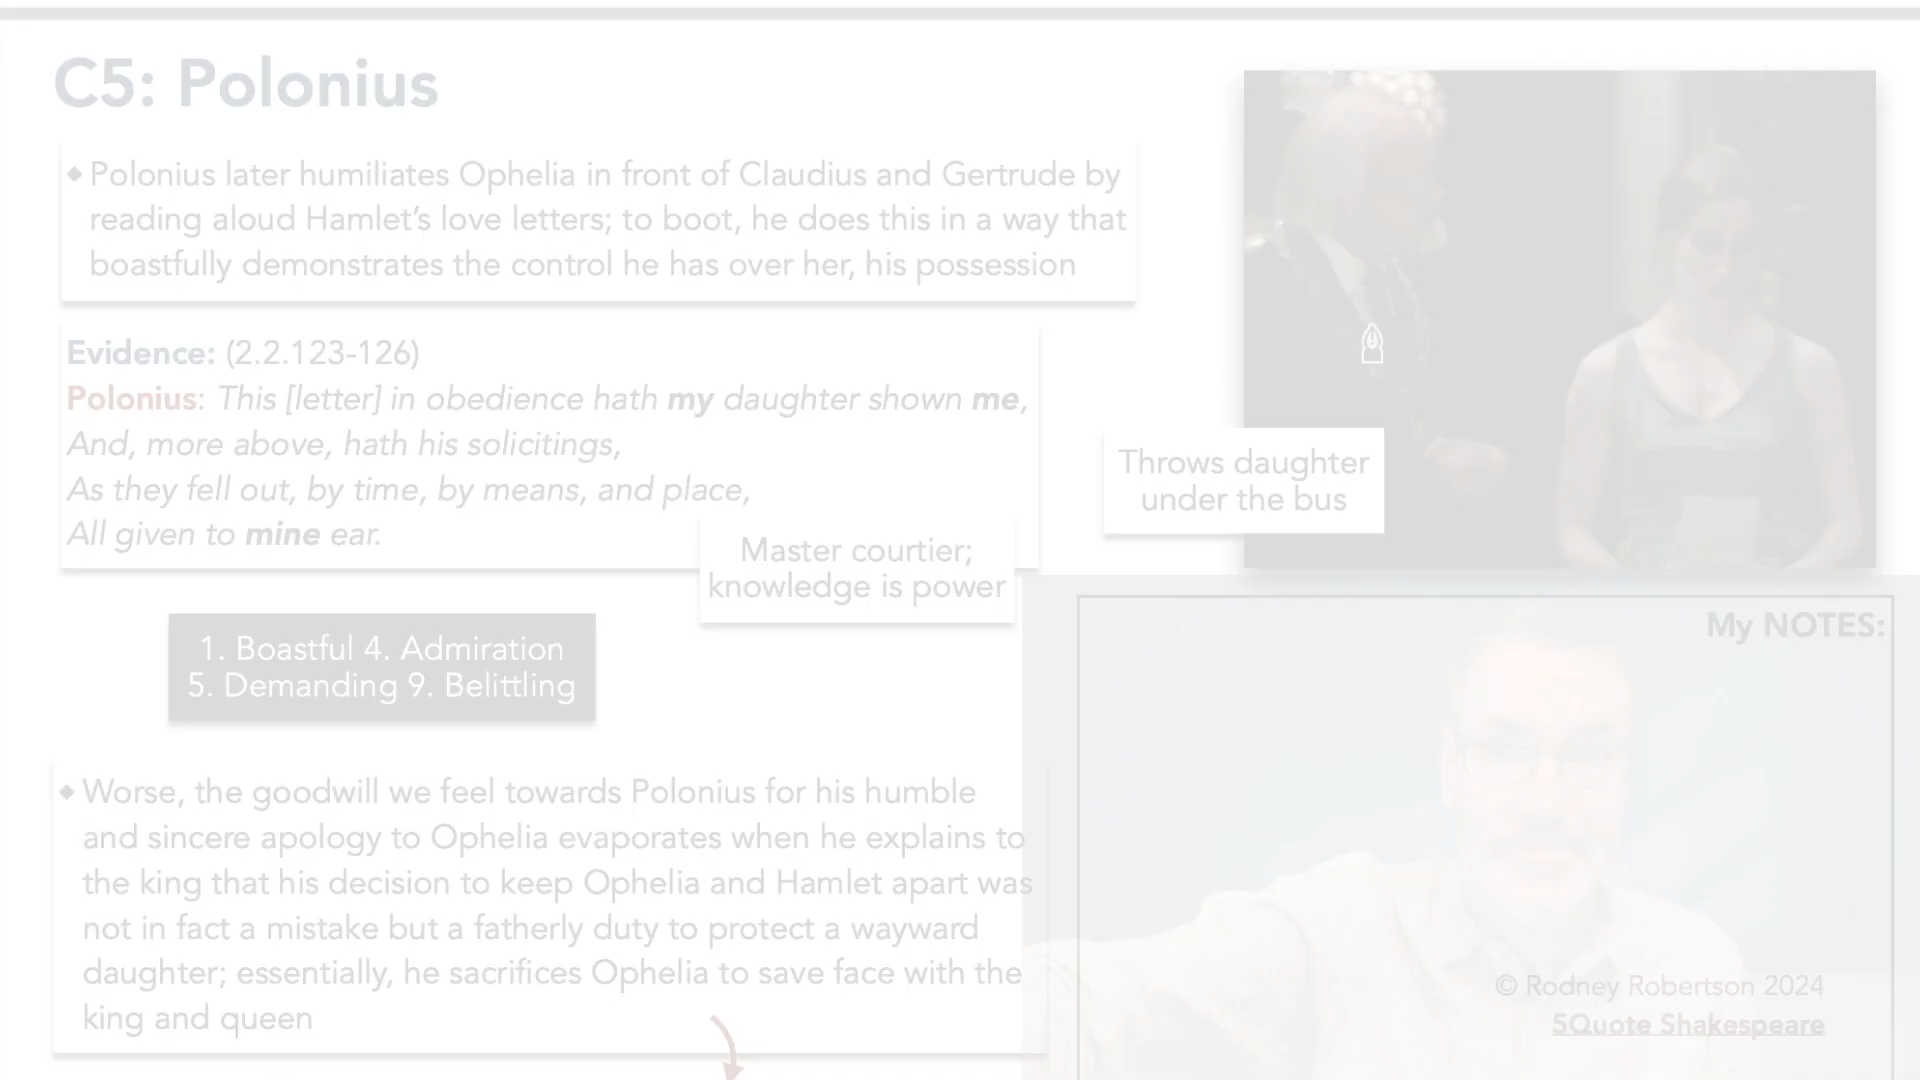 C5: Polonius
◆ Polonius later humiliates Ophelia in front of Claudius and Gertrude by
reading aloud Hamlet's love letters; to boot, he does this in a way that
boastfully demonstrates the control he has over her, his possession
Evidence: (2.2.123-126)
Polonius: This [letter] in obedience hath my daughter shown me,
And, more above, hath his solicitings,
As they fell out, by time, by means, and place,
All given to mine ear.
Throws daughter
under the bus
Master courtier;
knowledge is power
1. Boastful 4. Admiration
5. Demanding 9. Belittling
My NOTES:
◆ Worse, the goodwill we feel towards Polonius for his humble
and sincere apology to Ophelia evaporates when he explains to
the king that his decision to keep Ophelia and Hamlet apart was
not in fact a mistake but a fatherly duty to protect a wayward
daughter; essentially, he sacrifices Ophelia to save face with the
king and queen
© Rodney Robertson 2024
5Quote Shakespeare